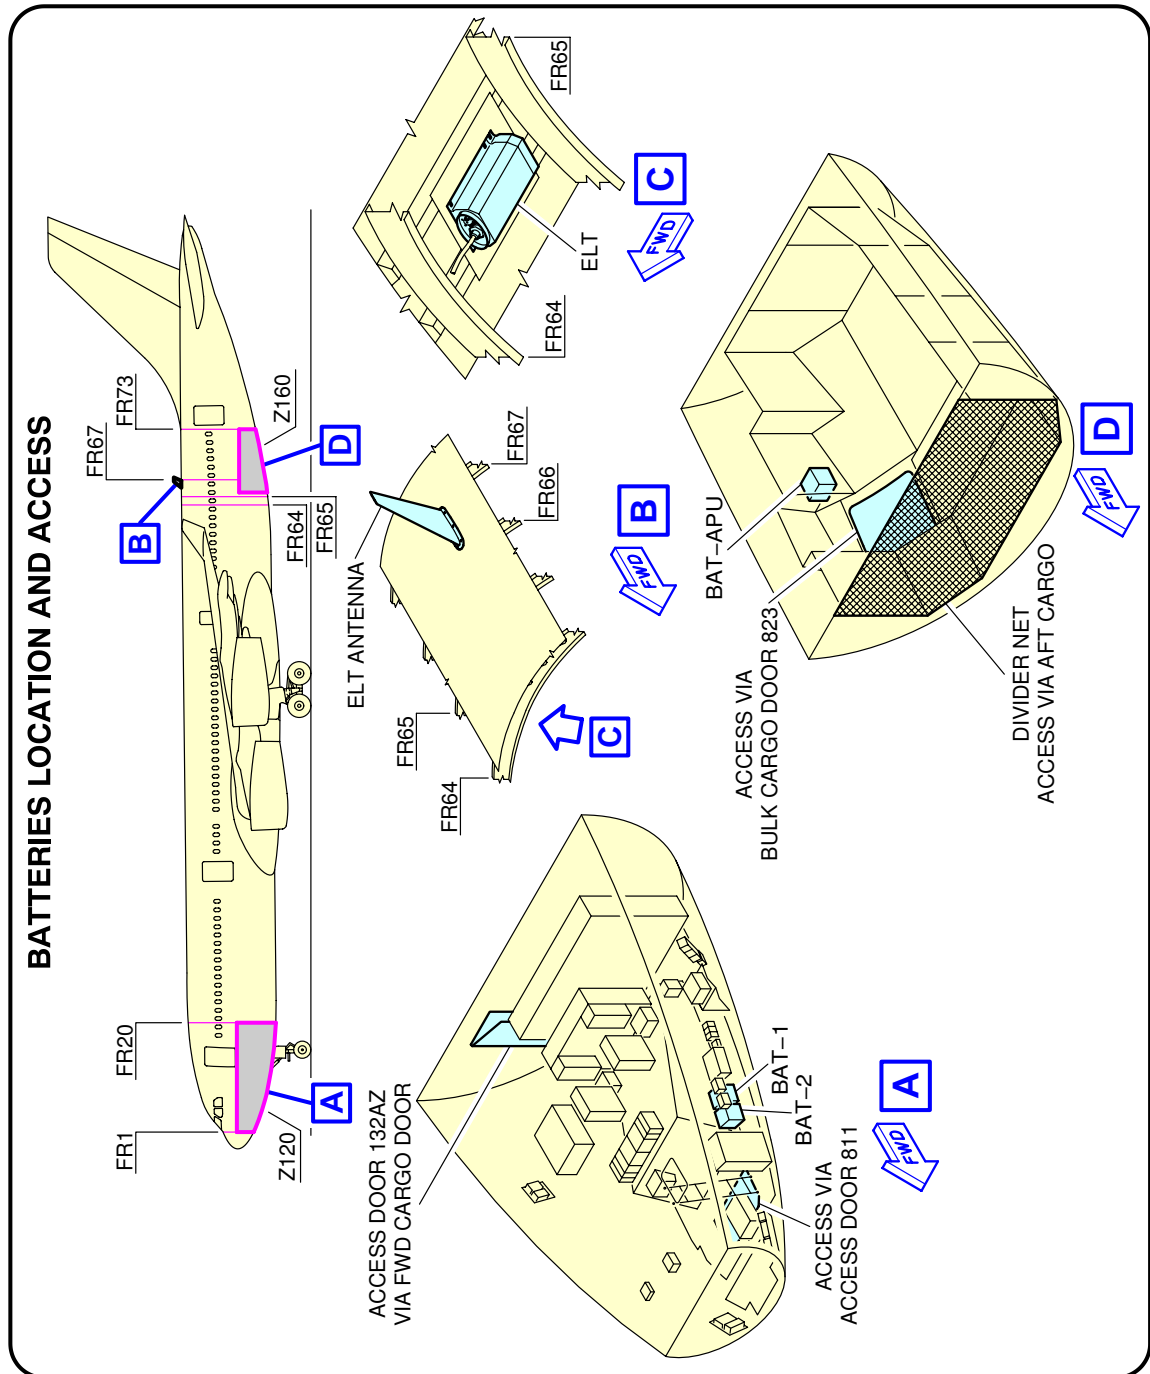 BATTERIES LOCATION AND ACCESS
FR1
FR20
FR67
FR73
B
Z120
A
FR64
FR65
D
Z160
ACCESS DOOR 132AZ
VIA FWD CARGO DOOR
ACCESS VIA
ACCESS DOOR 811
BAT-2
BAT-1
FWD
A
FR64
FR65
ELT ANTENNA
FR66
FR67
C
FWD
B
FR64
ELT
FR65
FWD
C
ACCESS VIA
BULK CARGO DOOR 823
BAT-APU
DIVIDER NET
ACCESS VIA AFT CARGO
FWD
D